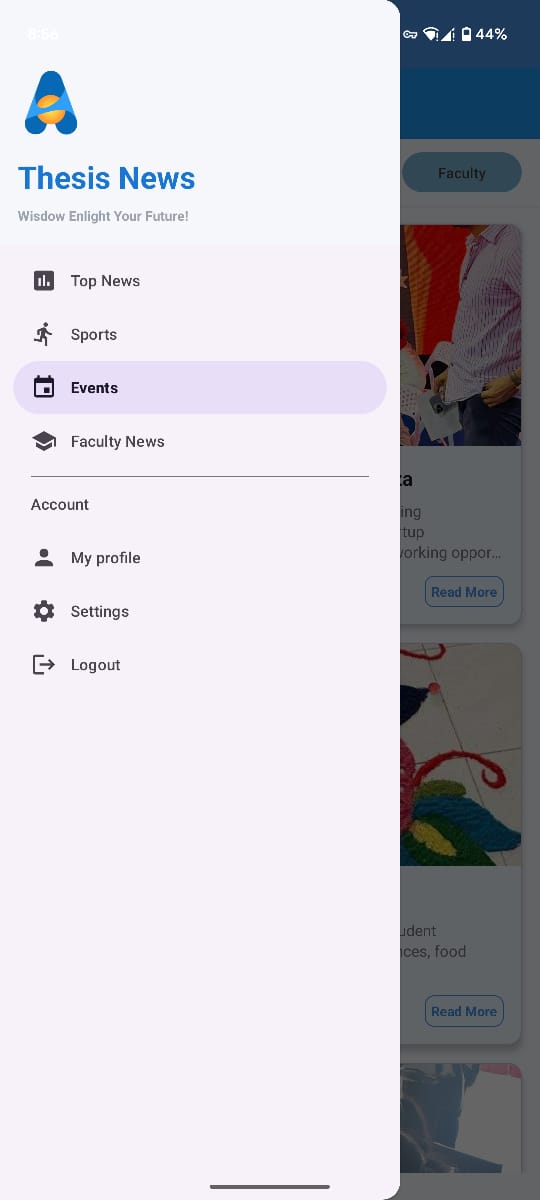 8:56
44%
Thesis News
Wisdow Enlight Your Future!
Faculty
Top News
Sports
Events
Faculty News
Account
My profile
Settings
Logout
ta
ing
rtup
working oppor...
Read More
udent
nces, food
Read More